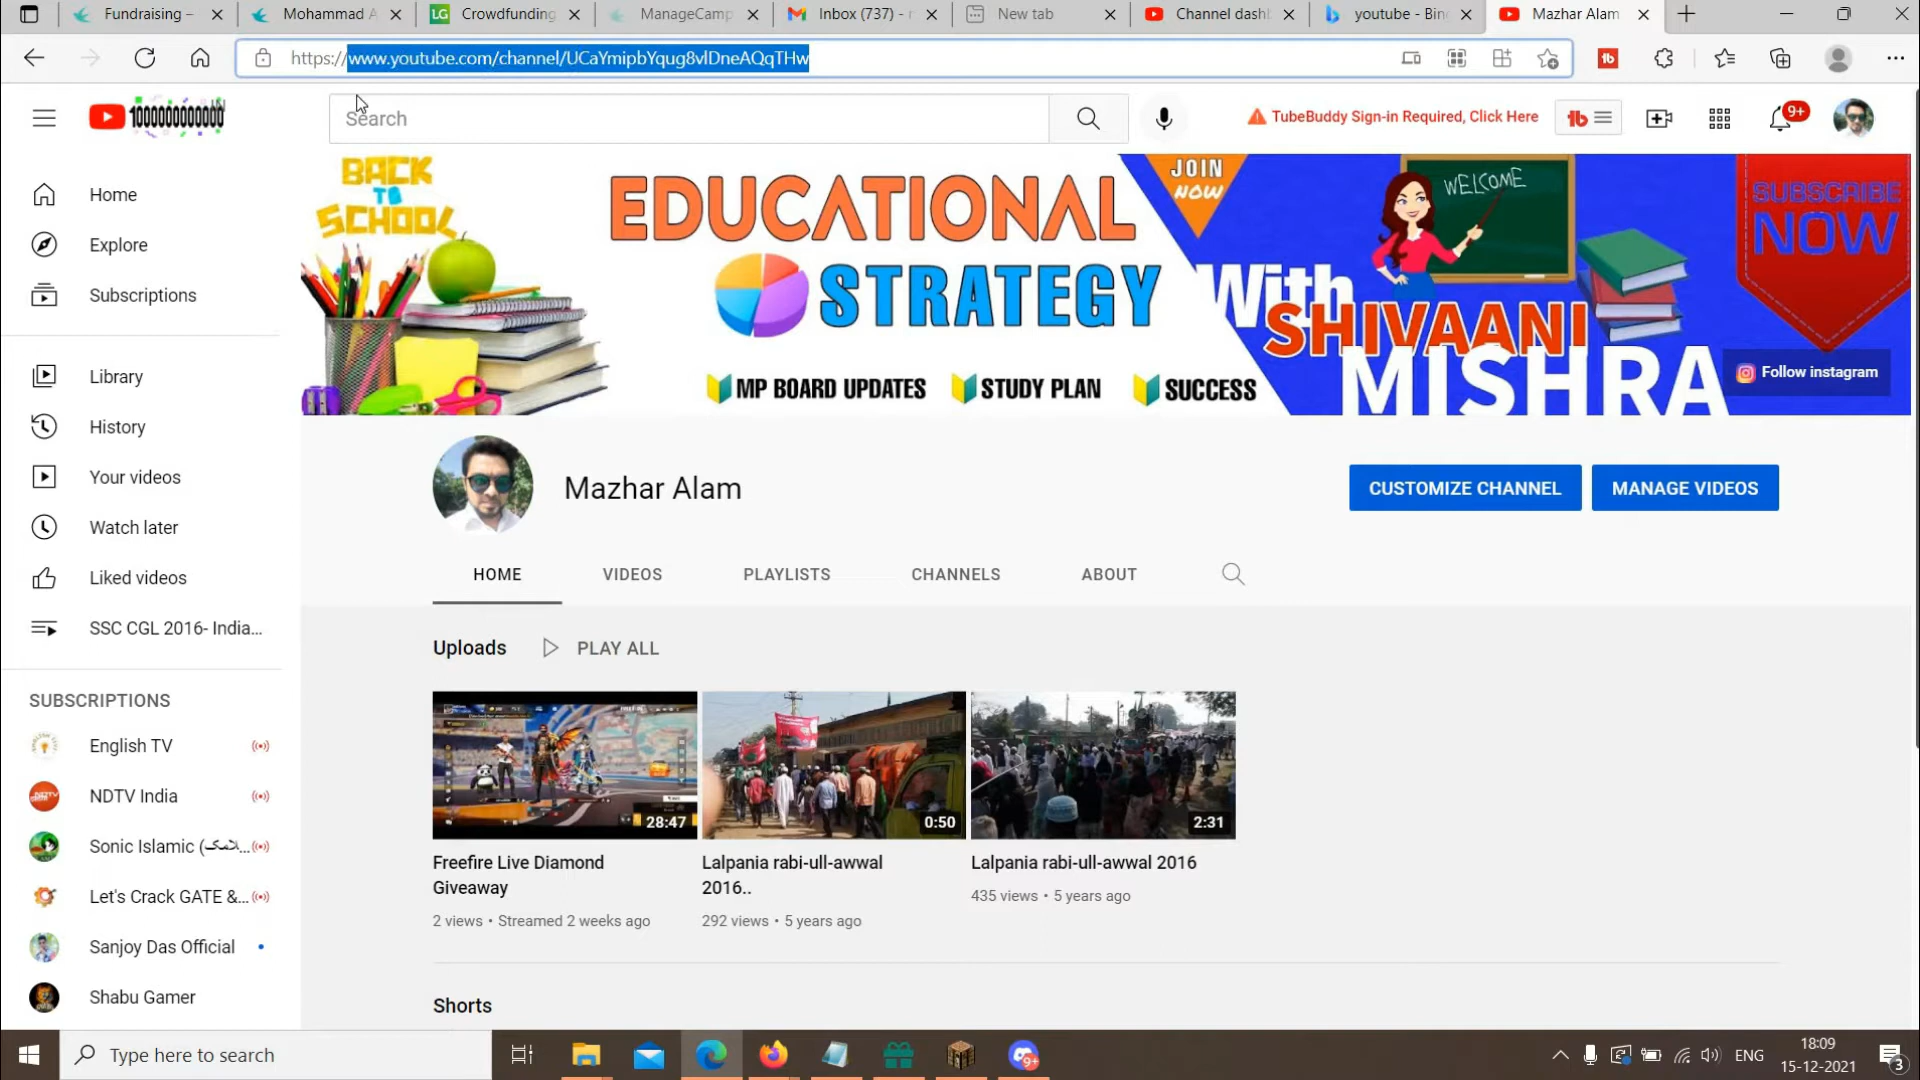 Fundraising –
Mohammad A
LG Crowdfunding
ManageCamp
Inbox (737) -
New tab
Channel dash
youtube - Bin
Mazhar Alam
https://www.youtube.com/channel/UCaYmipbYqug8vlDneAQqTHw
1000000000000
Search
TubeBuddy Sign-in Required, Click Here
9+
Home
Explore
Subscriptions
Library
History
Your videos
Watch later
Liked videos
SSC CGL 2016- India...
SUBSCRIPTIONS
English TV
NDTV India
Sonic Islamic
Let's Crack GATE &...
Sanjoy Das Official
Shabu Gamer
BACK
TO
SCHOOL
EDUCATIONAL
STRATEGY
MP BOARD UPDATES
STUDY PLAN
SUCCESS
JOIN
NOW
WELCOME
With
SHIVAANI
MISHRA
SUBSCRIBE
NOW
Follow instagram
Mazhar Alam
CUSTOMIZE CHANNEL
MANAGE VIDEOS
HOME
VIDEOS
PLAYLISTS
CHANNELS
ABOUT
Uploads
PLAY ALL
28:47
0:50
2:31
Freefire Live Diamond
Giveaway
2 views • Streamed 2 weeks ago
Lalpania rabi-ull-awwal
2016..
292 views • 5 years ago
Lalpania rabi-ull-awwal 2016
435 views • 5 years ago
Shorts
Type here to search
9+
ENG
18:09
15-12-2021
3